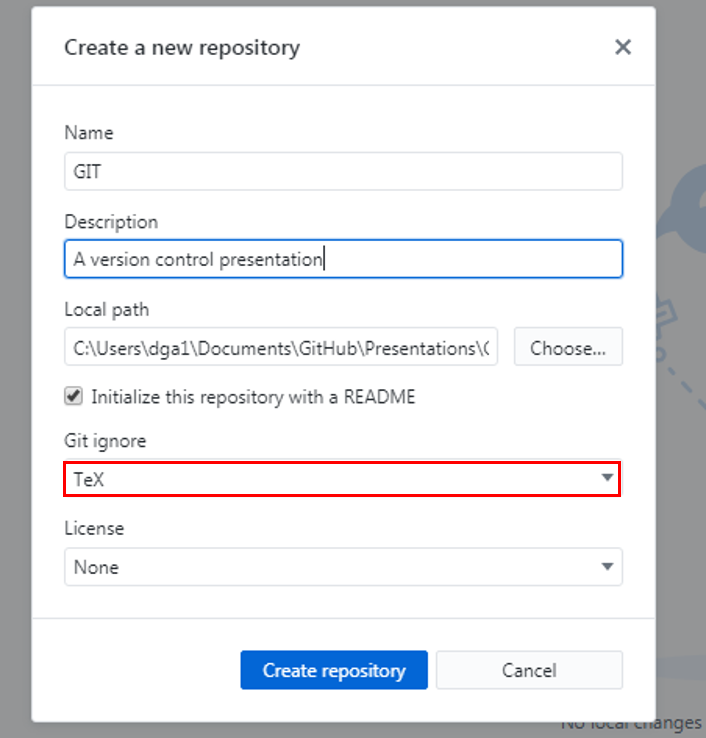 Create a new repository
Name
GIT
Description
A version control presentation
Local path
C:\Users\dga1\Documents\GitHub\Presentations\
Choose...
Initialize this repository with a README
Git ignore
TeX
License
None
Create repository
Cancel
No local changes